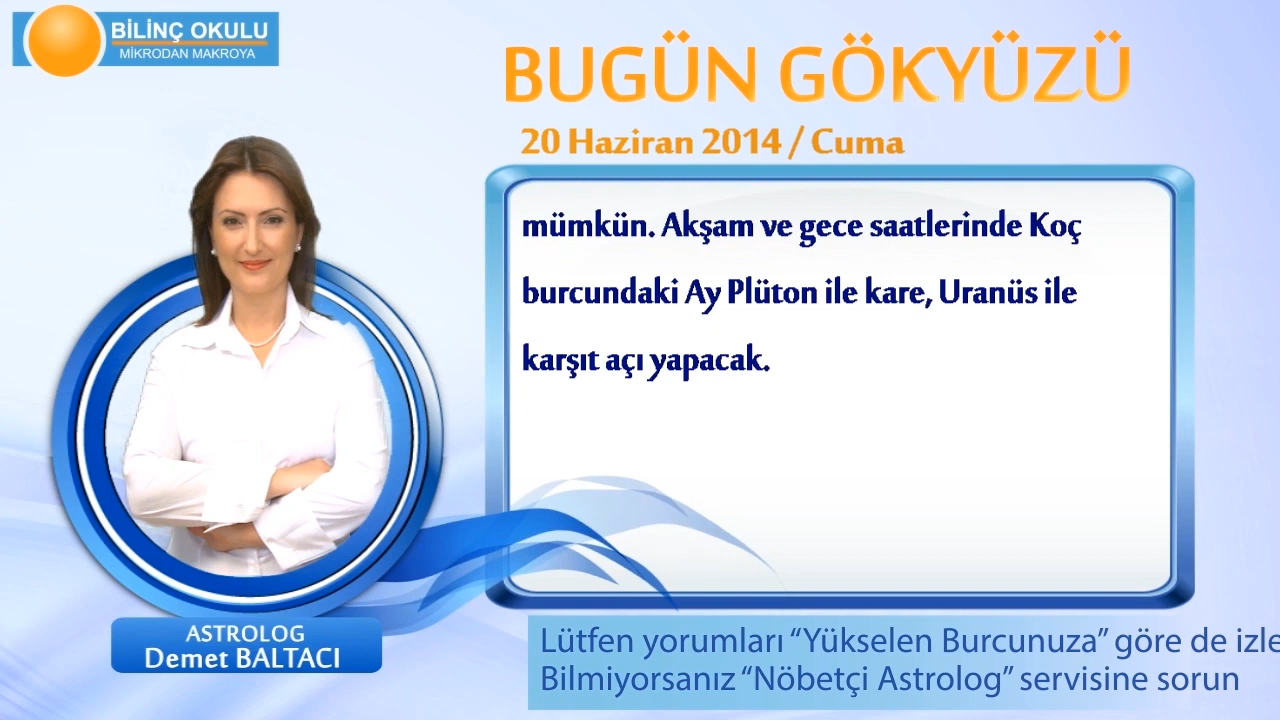 BİLİNÇ OKULU
MİKRODAN MAKROYA
BUGÜN GÖKYÜZÜ
20 Haziran 2014 / Cuma
mümkün. Akşam ve gece saatlerinde Koç
burcundaki Ay Plüton ile kare, Uranüs ile
karşıt açı yapacak.
ASTROLOG
Demet BALTACI
Lütfen yorumları “Yükselen Burcunuza” göre de izle
Bilmiyorsanız “Nöbetçi Astrolog” servisine sorun